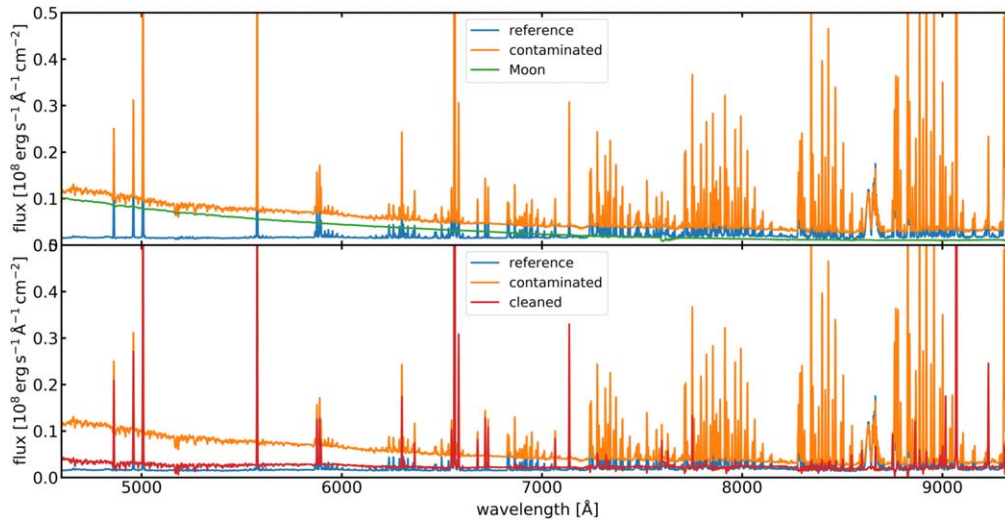 0.5
0.4
0.3
0.2
0.1
0.0
flux [10⁸ erg s⁻¹ Å⁻¹ cm⁻²]
reference
contaminated
Moon
0.4
0.3
0.2
0.1
0.0
flux [10⁸ erg s⁻¹ Å⁻¹ cm⁻²]
reference
contaminated
cleaned
5000 6000 7000 8000 9000
wavelength [Å]